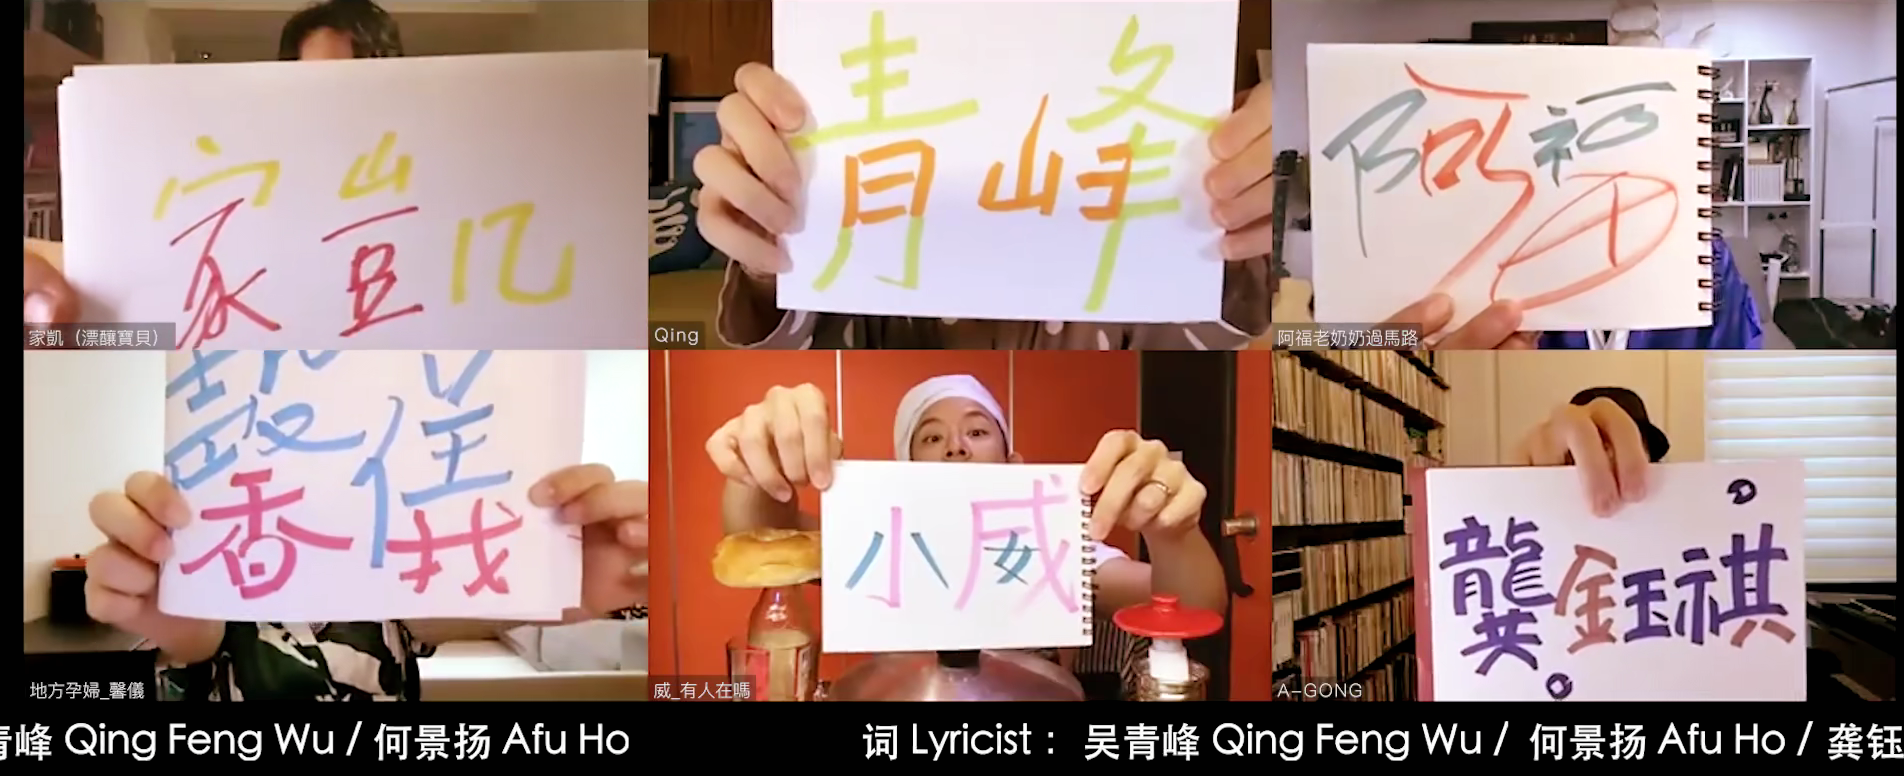 家凱
青峰
阿福
家凱（漂釀寶貝）
Qing
阿福老奶奶過馬路
馨儀
小威
龔鈺祺
地方孕婦_馨儀
威_有人在嗎
A-GONG
青峰 Qing Feng Wu / 何景扬 Afu Ho
词 Lyricist： 吴青峰 Qing Feng Wu / 何景扬 Afu Ho / 龚钰